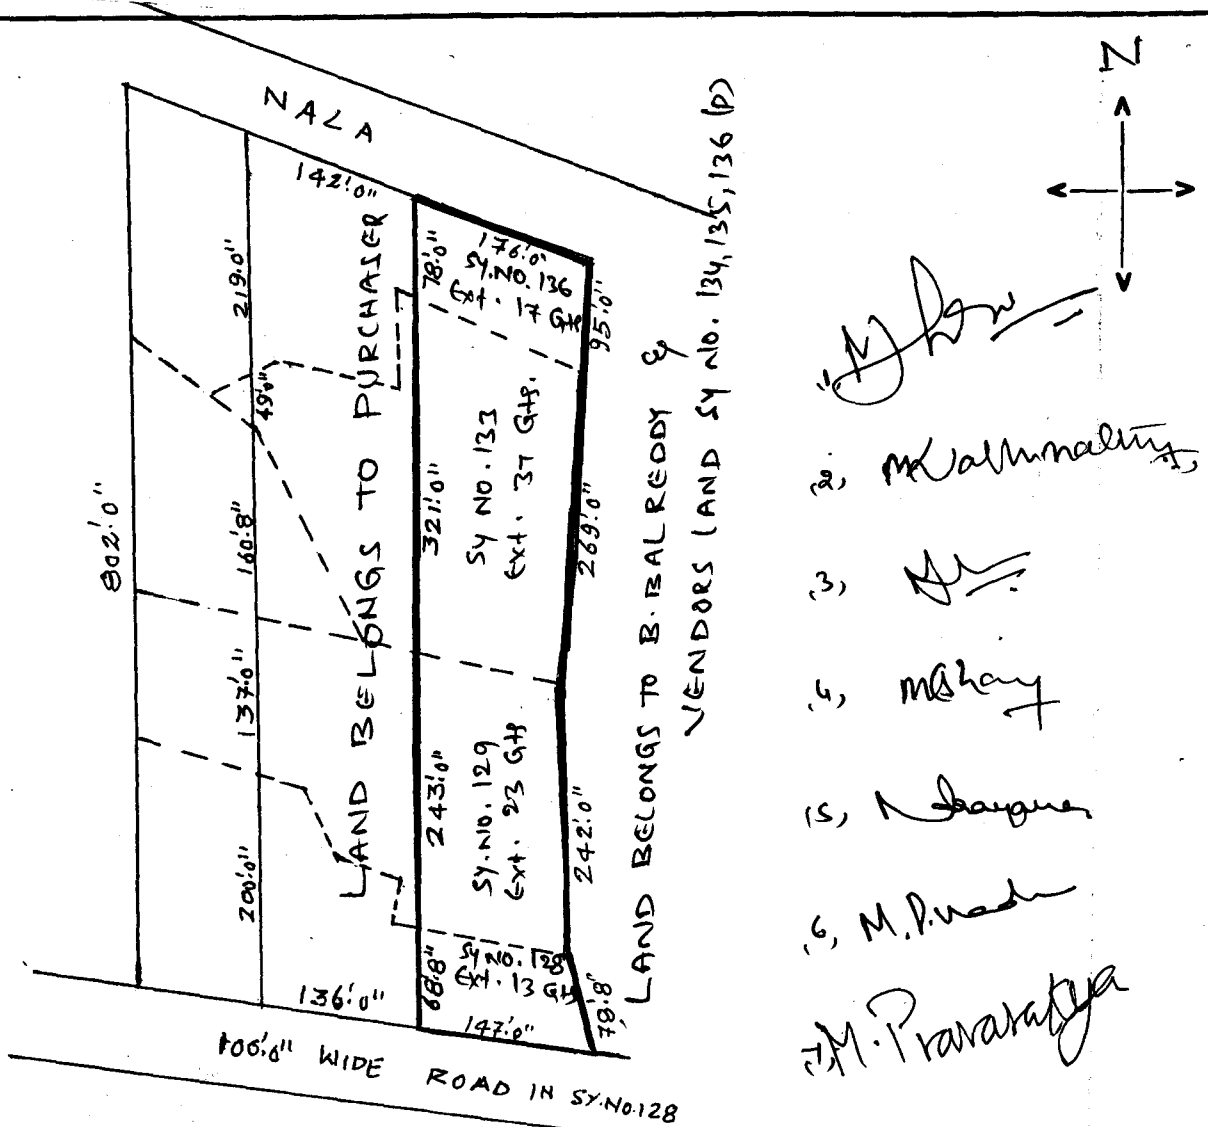 N
NALA
142'.0"
176'.0"
SY.NO. 136
Ext. 17 Gts
78'.0"
95'.0"
219'.0"
49'.0"
802'.0"
160'.8"
137'.0"
200'.0"
LAND BELONGS TO PURCHASER
321'.0"
SY NO. 133
Ext. 37 Gts.
269'.0"
243'.0"
SY.NO. 129
Ext. 23 Gts
242'.0"
68'.8"
SY NO. 128
Ext. 13 Gts
78'.8"
136'.0"
147'.0"
LAND BELONGS TO B. BALREDDY &
VENDORS LAND SY NO. 134, 135, 136 (P)
100'.0" WIDE ROAD IN SY.NO.128
2,
3,
4,
5,
6, M.
7, M.